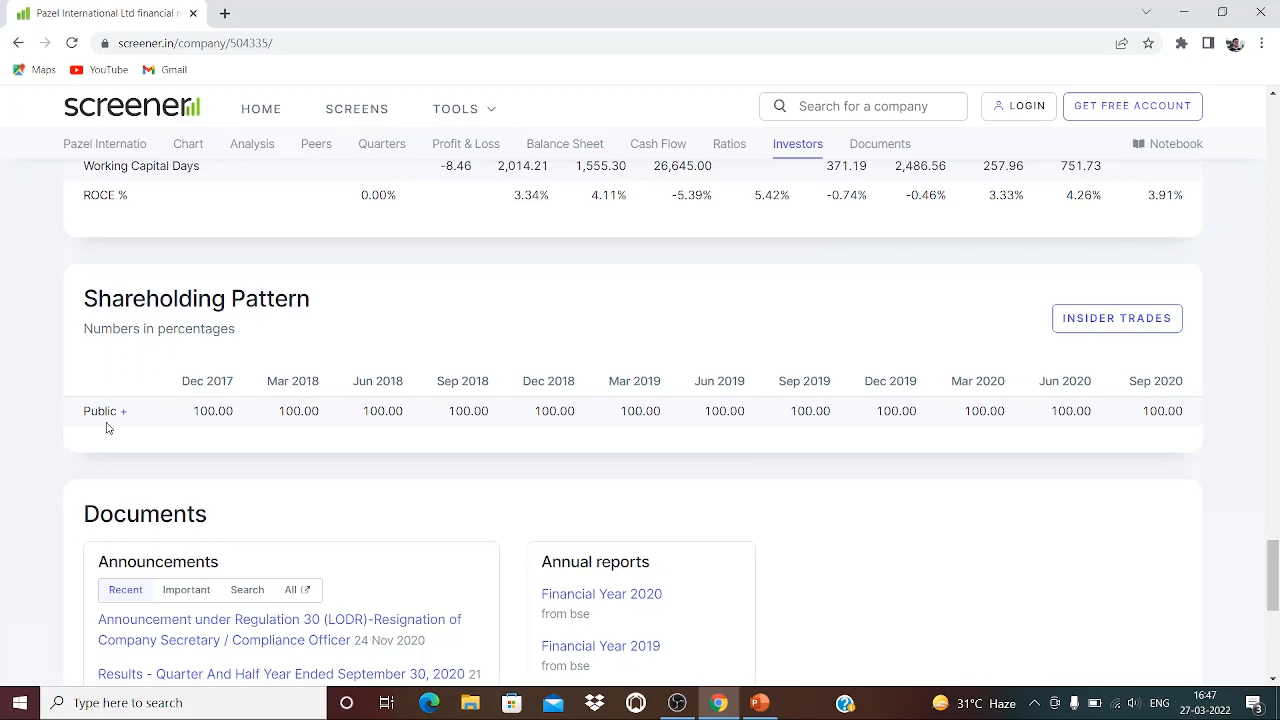 Pazel International Ltd financial r
screener.in/company/504335/
Maps YouTube Gmail
screener HOME SCREENS TOOLS Search for a company LOGIN GET FREE ACCOUNT
Pazel Internatio Chart Analysis Peers Quarters Profit & Loss Balance Sheet Cash Flow Ratios Investors Documents Notebook
Working Capital Days -8.46 2,014.21 1,555.30 26,645.00 371.19 2,486.56 257.96 751.73
ROCE % 0.00% 3.34% 4.11% -5.39% 5.42% -0.74% -0.46% 3.33% 4.26% 3.91%
Shareholding Pattern
Numbers in percentages
INSIDER TRADES
Dec 2017 Mar 2018 Jun 2018 Sep 2018 Dec 2018 Mar 2019 Jun 2019 Sep 2019 Dec 2019 Mar 2020 Jun 2020 Sep 2020
Public + 100.00 100.00 100.00 100.00 100.00 100.00 100.00 100.00 100.00 100.00 100.00 100.00
Documents
Announcements
Recent Important Search All
Announcement under Regulation 30 (LODR)-Resignation of
Company Secretary / Compliance Officer 24 Nov 2020
Results - Quarter And Half Year Ended September 30, 2020 21
Annual reports
Financial Year 2020
from bse
Financial Year 2019
from bse
Type here to search
31°C Haze
ENG
16:47
27-03-2022